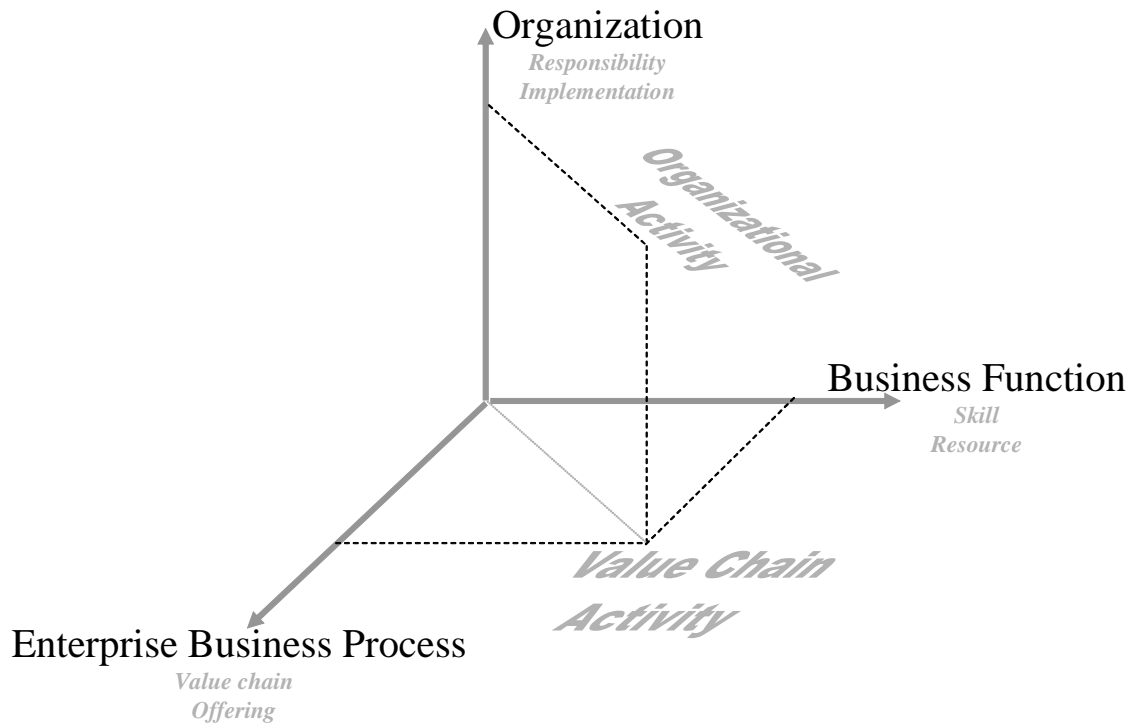 Organization
Responsibility
Implementation
Organizational
Activity
Business Function
Skill
Resource
Value Chain
Activity
Enterprise Business Process
Value chain
Offering